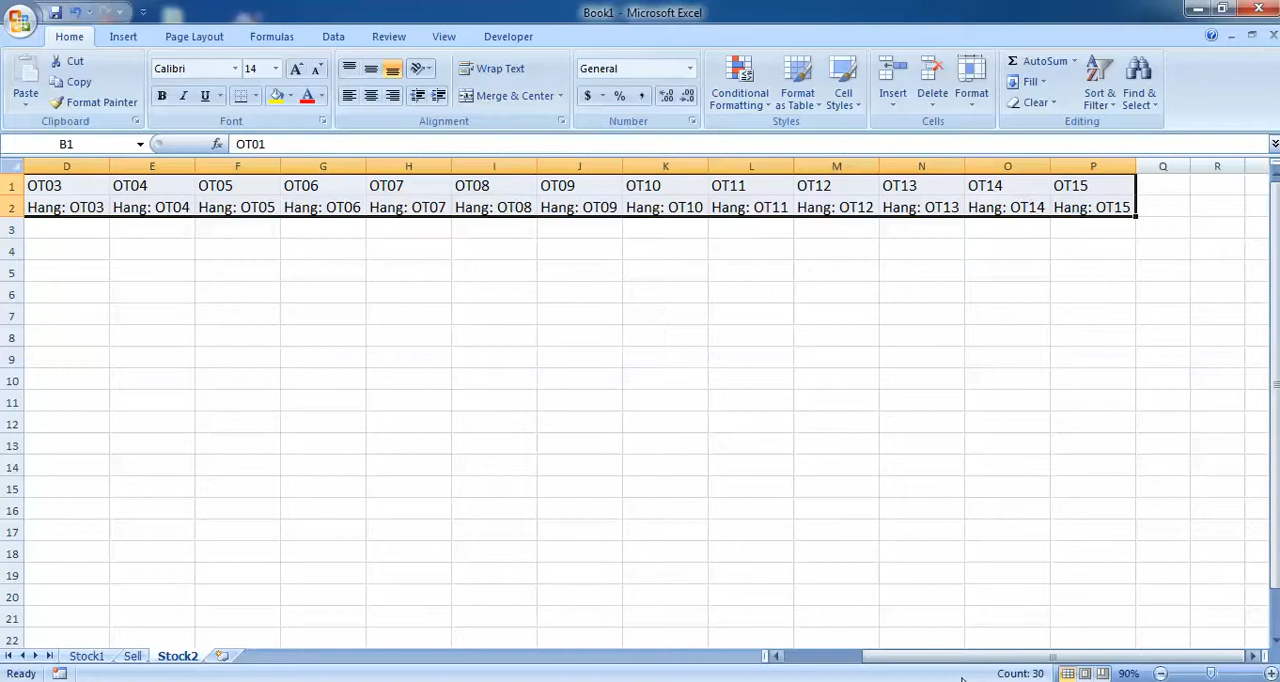 Book1 - Microsoft Excel
Home Insert Page Layout Formulas Data Review View Developer
Paste
Cut
Copy
Format Painter
Clipboard
Calibri 14
B I U
Font
Wrap Text
Merge & Center
Alignment
General
$ % ,
Number
Conditional Formatting
Format as Table
Cell Styles
Styles
Insert Delete Format
Cells
Σ AutoSum
Fill
Clear
Sort & Filter
Find & Select
Editing
B1 fx OT01
D E F G H I J K L M N O P Q R
1 OT03 OT04 OT05 OT06 OT07 OT08 OT09 OT10 OT11 OT12 OT13 OT14 OT15
2 Hang: OT03 Hang: OT04 Hang: OT05 Hang: OT06 Hang: OT07 Hang: OT08 Hang: OT09 Hang: OT10 Hang: OT11 Hang: OT12 Hang: OT13 Hang: OT14 Hang: OT15
3
4
5
6
7
8
9
10
11
12
13
14
15
16
17
18
19
20
21
22
Stock1 Sell Stock2
Ready Count: 30 90%